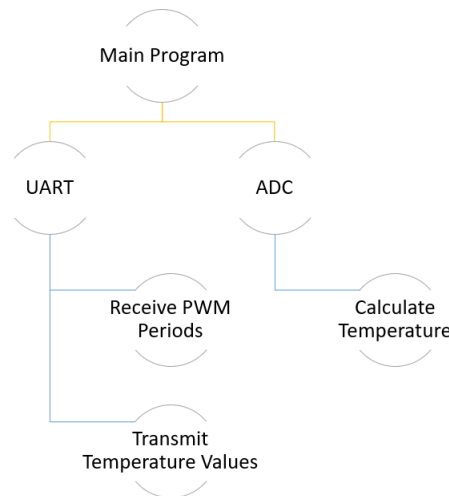 Main Program
UART
ADC
Receive PWM
Periods
Calculate
Temperature
Transmit
Temperature Values